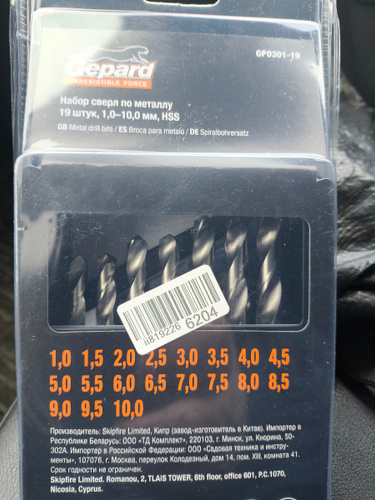 Gepard
IRRESISTIBLE FORCE
GP0301-19
Набор сверл по металлу
19 штук, 1,0–10,0 мм, HSS
GB Metal drill bits / ES Broca para metalo / DE Spiralbohrersatz
ii819226 6204
1,0 1,5 2,0 2,5 3,0 3,5 4,0 4,5
5,0 5,5 6,0 6,5 7,0 7,5 8,0 8,5
9,0 9,5 10,0
Производитель: Skipfire Limited, Кипр (завод-изготовитель в Китае). Импортер в
Республику Беларусь: ООО «ТД Комплект», 220103, г. Минск, ул. Кнорина, 50-
302А. Импортер в Российской Федерации: ООО «Садовая техника и инстру-
менты», 107076, г. Москва, переулок Колодезный, дом 14, пом. XIII, комната 41.
Срок годности не ограничен.
Skipfire Limited. Romanou, 2, TLAIS TOWER, 6th floor, office 601, P.C.1070,
Nicosia, Cyprus.